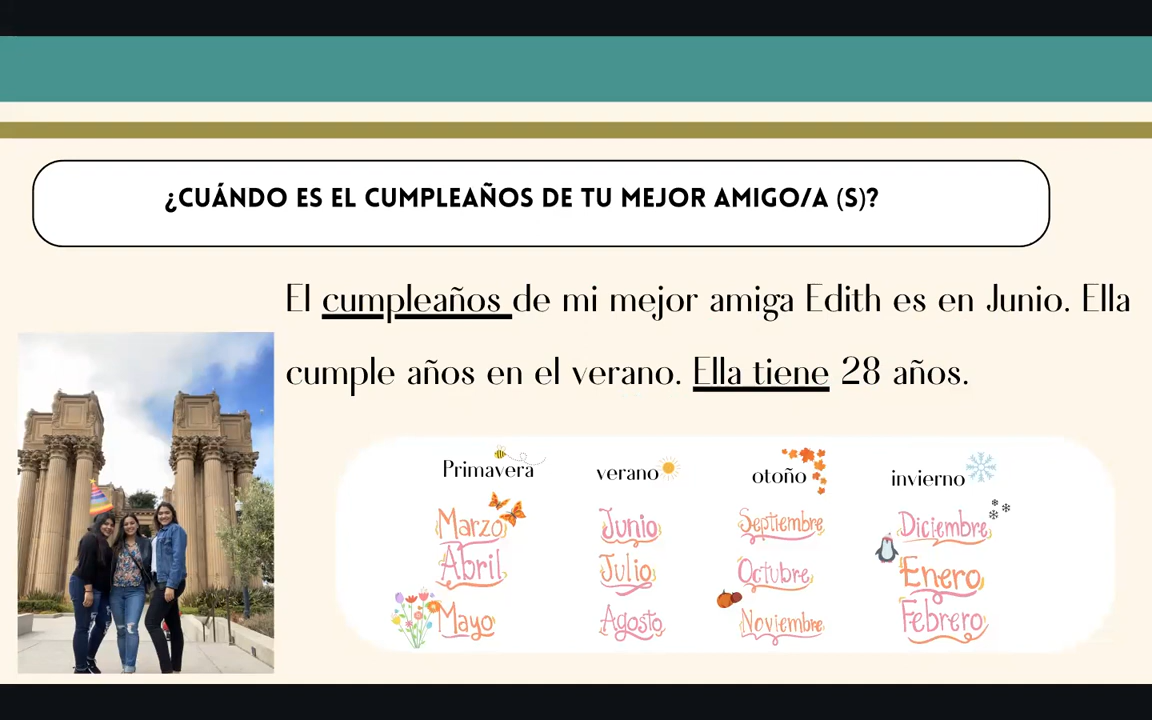 ¿CUÁNDO ES EL CUMPLEAÑOS DE TU MEJOR AMIGO/A (S)?
El cumpleaños de mi mejor amiga Edith es en Junio. Ella
cumple años en el verano. Ella tiene 28 años.
Primavera verano otoño invierno
Marzo Junio Septiembre Diciembre
Abril Julio Octubre Enero
Mayo Agosto Noviembre Febrero